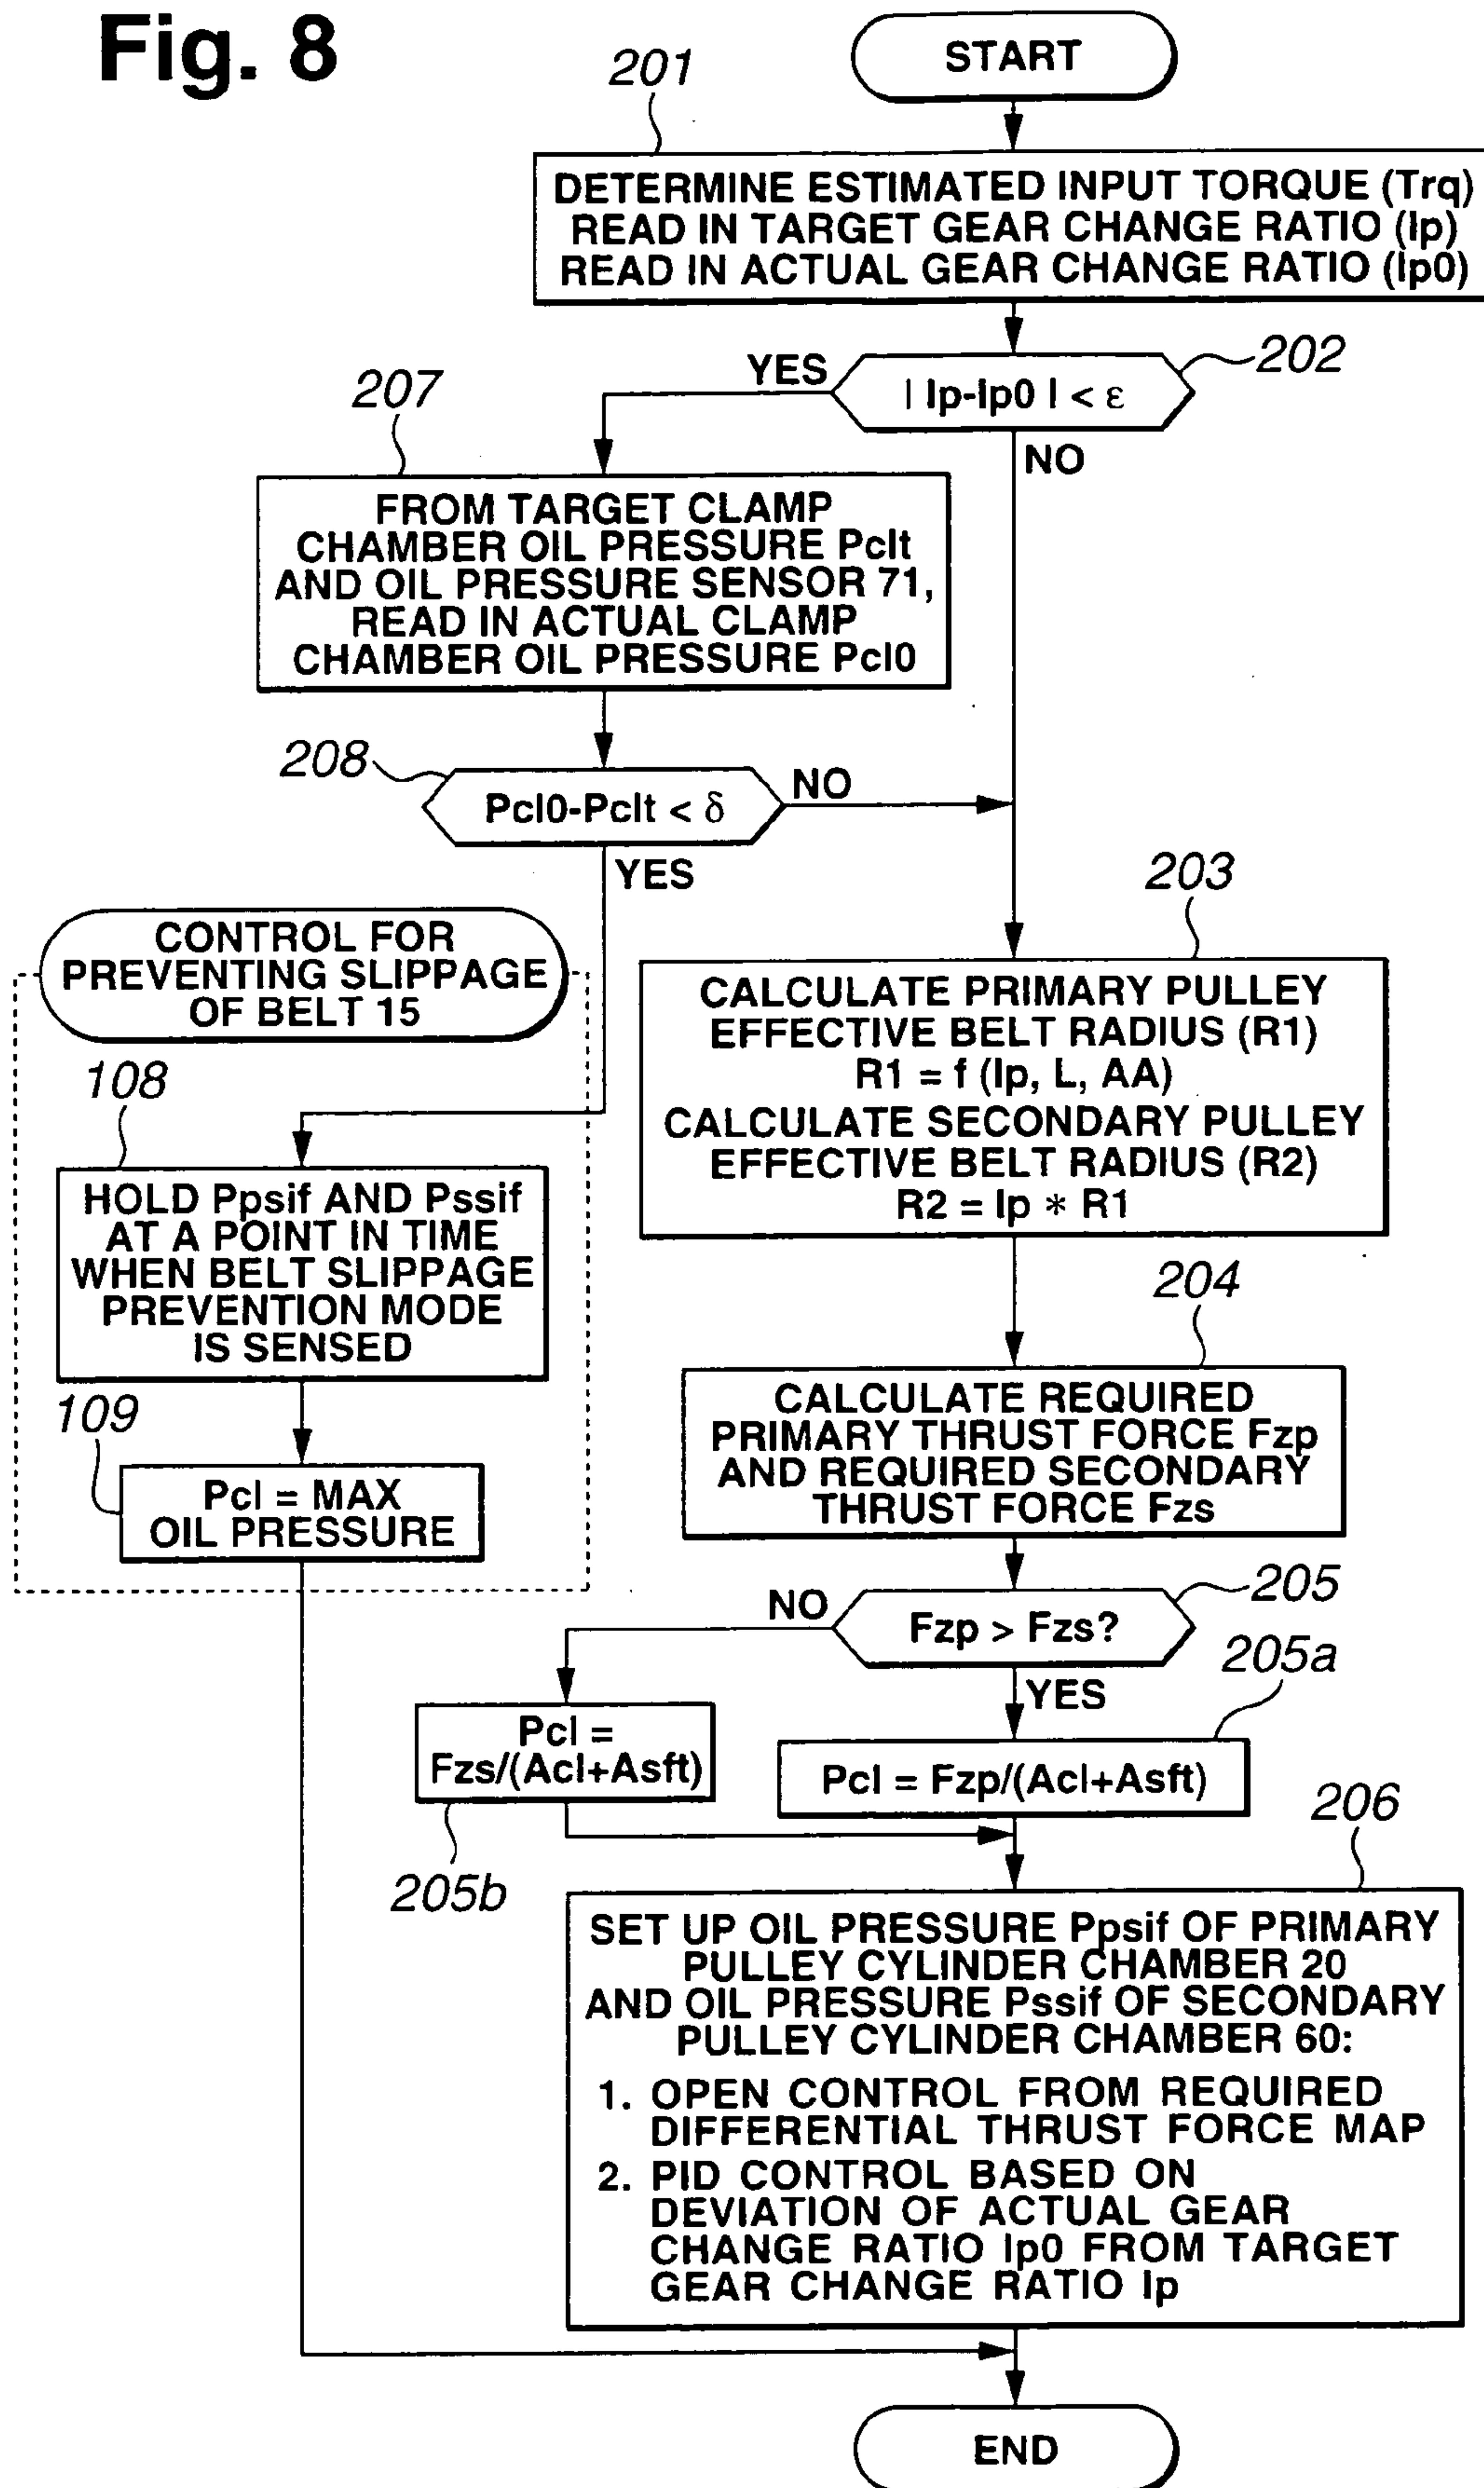 Fig. 8
START
201
DETERMINE ESTIMATED INPUT TORQUE (Trq)
READ IN TARGET GEAR CHANGE RATIO (Ip)
READ IN ACTUAL GEAR CHANGE RATIO (Ip0)
202
| Ip-Ip0 | < ε
YES
NO
207
FROM TARGET CLAMP
CHAMBER OIL PRESSURE Pclt
AND OIL PRESSURE SENSOR 71,
READ IN ACTUAL CLAMP
CHAMBER OIL PRESSURE Pcl0
208
Pcl0-Pclt < δ
NO
YES
CONTROL FOR
PREVENTING SLIPPAGE
OF BELT 15
108
HOLD Ppsif AND Pssif
AT A POINT IN TIME
WHEN BELT SLIPPAGE
PREVENTION MODE
IS SENSED
109
Pcl = MAX
OIL PRESSURE
203
CALCULATE PRIMARY PULLEY
EFFECTIVE BELT RADIUS (R1)
R1 = f (Ip, L, AA)
CALCULATE SECONDARY PULLEY
EFFECTIVE BELT RADIUS (R2)
R2 = Ip * R1
204
CALCULATE REQUIRED
PRIMARY THRUST FORCE Fzp
AND REQUIRED SECONDARY
THRUST FORCE Fzs
205
Fzp > Fzs?
NO
YES
205a
Pcl = Fzp/(Acl+Asft)
Pcl =
Fzs/(Acl+Asft)
205b
206
SET UP OIL PRESSURE Ppsif OF PRIMARY
PULLEY CYLINDER CHAMBER 20
AND OIL PRESSURE Pssif OF SECONDARY
PULLEY CYLINDER CHAMBER 60:
1. OPEN CONTROL FROM REQUIRED
DIFFERENTIAL THRUST FORCE MAP
2. PID CONTROL BASED ON
DEVIATION OF ACTUAL GEAR
CHANGE RATIO Ip0 FROM TARGET
GEAR CHANGE RATIO Ip
END